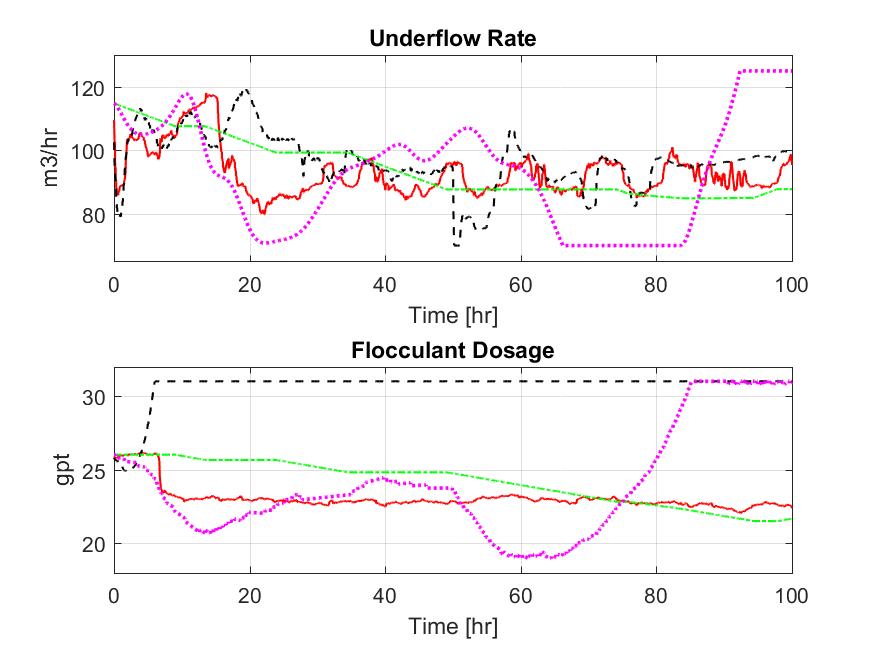 Underflow Rate
120
100
80
m3/hr
0 20 40 60 80 100
Time [hr]
Flocculant Dosage
30
25
20
gpt
0 20 40 60 80 100
Time [hr]